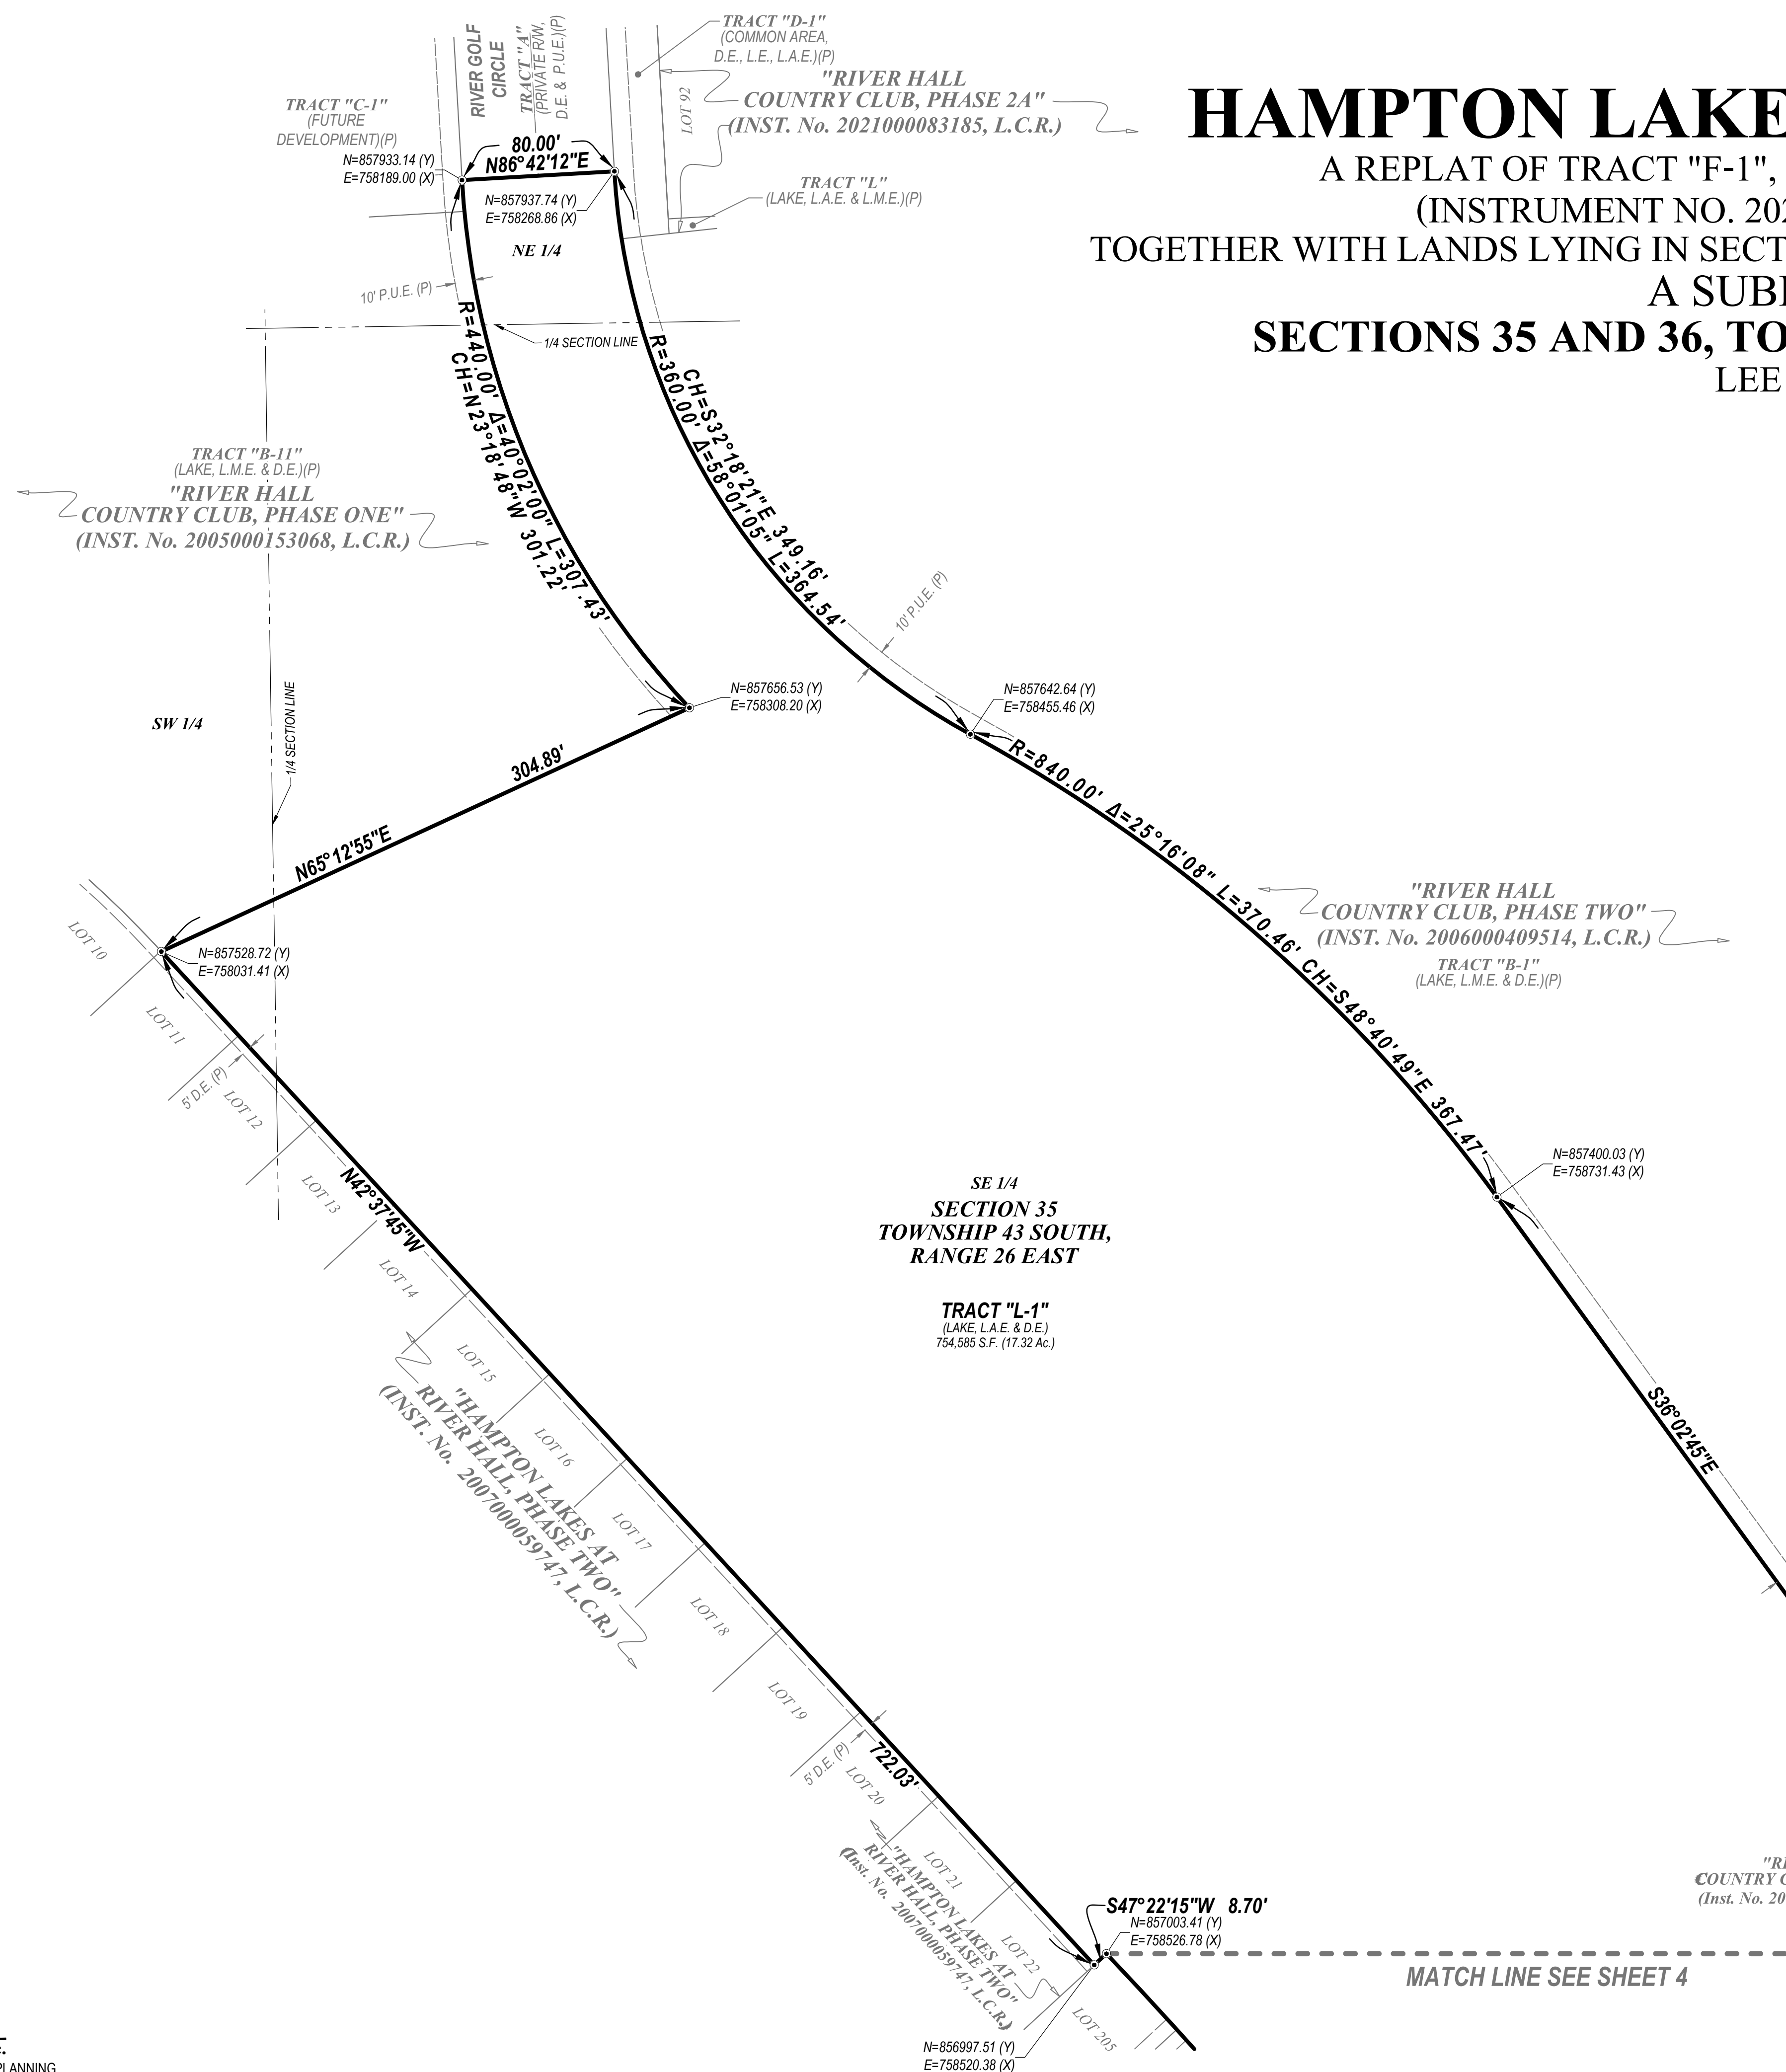 HAMPTON LAKE
A REPLAT OF TRACT "F-1",
(INSTRUMENT NO. 202
TOGETHER WITH LANDS LYING IN SECT
A SUB
SECTIONS 35 AND 36, TO
LEE
RIVER GOLF
CIRCLE
TRACT "A"
(PRIVATE R/W,
D.E. & P.U.E.)(P)
TRACT "D-1"
(COMMON AREA,
D.E., L.E., L.A.E.)(P)
"RIVER HALL
COUNTRY CLUB, PHASE 2A"
(INST. No. 2021000083185, L.C.R.)
LOT 92
TRACT "C-1"
(FUTURE
DEVELOPMENT)(P)
N=857933.14 (Y)
E=758189.00 (X)
80.00'
N86°42'12"E
N=857937.74 (Y)
E=758268.86 (X)
TRACT "L"
(LAKE, L.A.E. & L.M.E.)(P)
NE 1/4
10' P.U.E. (P)
1/4 SECTION LINE
R=440.00' Δ=40°02'00" L=307.43'
CH=N23°18'48"W 301.22'
CH=S32°18'21"E 349.16'
R=360.00' Δ=58°01'05" L=364.54'
TRACT "B-11"
(LAKE, L.M.E. & D.E.)(P)
"RIVER HALL
COUNTRY CLUB, PHASE ONE"
(INST. No. 2005000153068, L.C.R.)
10' P.U.E. (P)
N=857656.53 (Y)
E=758308.20 (X)
N=857642.64 (Y)
E=758455.46 (X)
SW 1/4
1/4 SECTION LINE
304.89'
N65°12'55"E
R=840.00' Δ=25°16'08" L=370.46' CH=S48°40'49"E 367.47'
"RIVER HALL
COUNTRY CLUB, PHASE TWO"
(INST. No. 2006000409514, L.C.R.)
TRACT "B-1"
(LAKE, L.M.E. & D.E.)(P)
N=857528.72 (Y)
E=758031.41 (X)
LOT 10
LOT 11
5' D.E. (P)
LOT 12
LOT 13
N42°37'45"W
LOT 14
LOT 15
LOT 16
LOT 17
LOT 18
LOT 19
N=857400.03 (Y)
E=758731.43 (X)
SE 1/4
SECTION 35
TOWNSHIP 43 SOUTH,
RANGE 26 EAST
TRACT "L-1"
(LAKE, L.A.E. & D.E.)
754,585 S.F. (17.32 Ac.)
S36°02'45"E
"HAMPTON LAKES AT
RIVER HALL, PHASE TWO"
(INST. No. 2007000059747, L.C.R.)
722.03'
5' D.E. (P)
LOT 20
LOT 21
LOT 22
LOT 205
"HAMPTON LAKES AT
RIVER HALL, PHASE TWO"
(Inst. No. 2007000059747, L.C.R.)
S47°22'15"W 8.70'
N=857003.41 (Y)
E=758526.78 (X)
COUNTRY
(Inst. No. 20
MATCH LINE SEE SHEET 4
N=856997.51 (Y)
E=758520.38 (X)
PLANNING